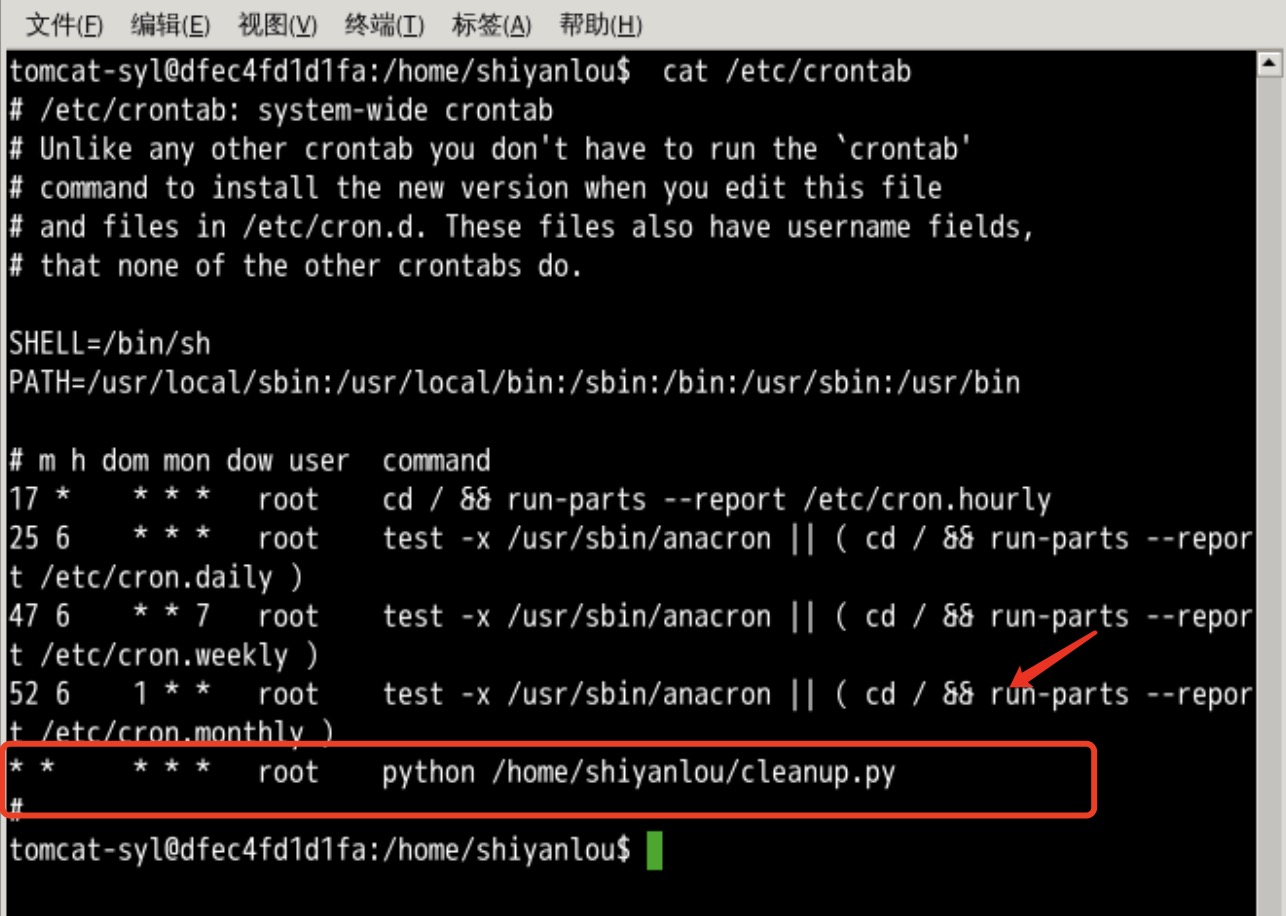 文件(F) 编辑(E) 视图(V) 终端(T) 标签(A) 帮助(H)
tomcat-syl@dfec4fd1d1fa:/home/shiyanlou$  cat /etc/crontab
# /etc/crontab: system-wide crontab
# Unlike any other crontab you don't have to run the `crontab'
# command to install the new version when you edit this file
# and files in /etc/cron.d. These files also have username fields,
# that none of the other crontabs do.
SHELL=/bin/sh
PATH=/usr/local/sbin:/usr/local/bin:/sbin:/bin:/usr/sbin:/usr/bin
# m h dom mon dow user  command
17 *    * * *   root    cd / && run-parts --report /etc/cron.hourly
25 6    * * *   root    test -x /usr/sbin/anacron || ( cd / && run-parts --repor
t /etc/cron.daily )
47 6    * * 7   root    test -x /usr/sbin/anacron || ( cd / && run-parts --repor
t /etc/cron.weekly )
52 6    1 * *   root    test -x /usr/sbin/anacron || ( cd / && run-parts --repor
t /etc/cron.monthly )
* *     * * *   root    python /home/shiyanlou/cleanup.py
#
tomcat-syl@dfec4fd1d1fa:/home/shiyanlou$